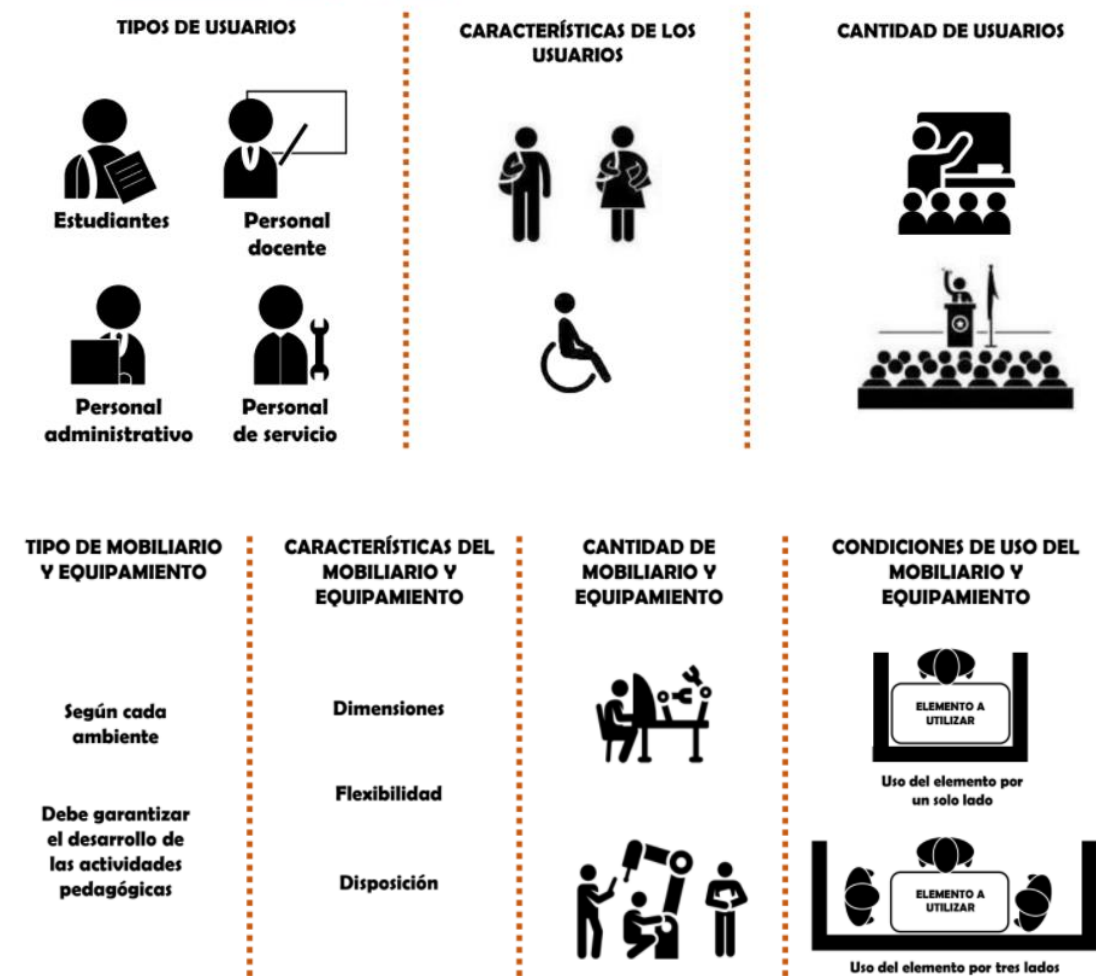 TIPOS DE USUARIOS
Estudiantes
Personal
docente
Personal
administrativo
Personal
de servicio
CARACTERÍSTICAS DE LOS
USUARIOS
CANTIDAD DE USUARIOS
TIPO DE MOBILIARIO
Y EQUIPAMIENTO
Según cada
ambiente
Debe garantizar
el desarrollo de
las actividades
pedagógicas
CARACTERÍSTICAS DEL
MOBILIARIO Y
EQUIPAMIENTO
Dimensiones
Flexibilidad
Disposición
CANTIDAD DE
MOBILIARIO Y
EQUIPAMIENTO
CONDICIONES DE USO DEL
MOBILIARIO Y
EQUIPAMIENTO
ELEMENTO A
UTILIZAR
Uso del elemento por
un solo lado
ELEMENTO A
UTILIZAR
Uso del elemento por tres lados